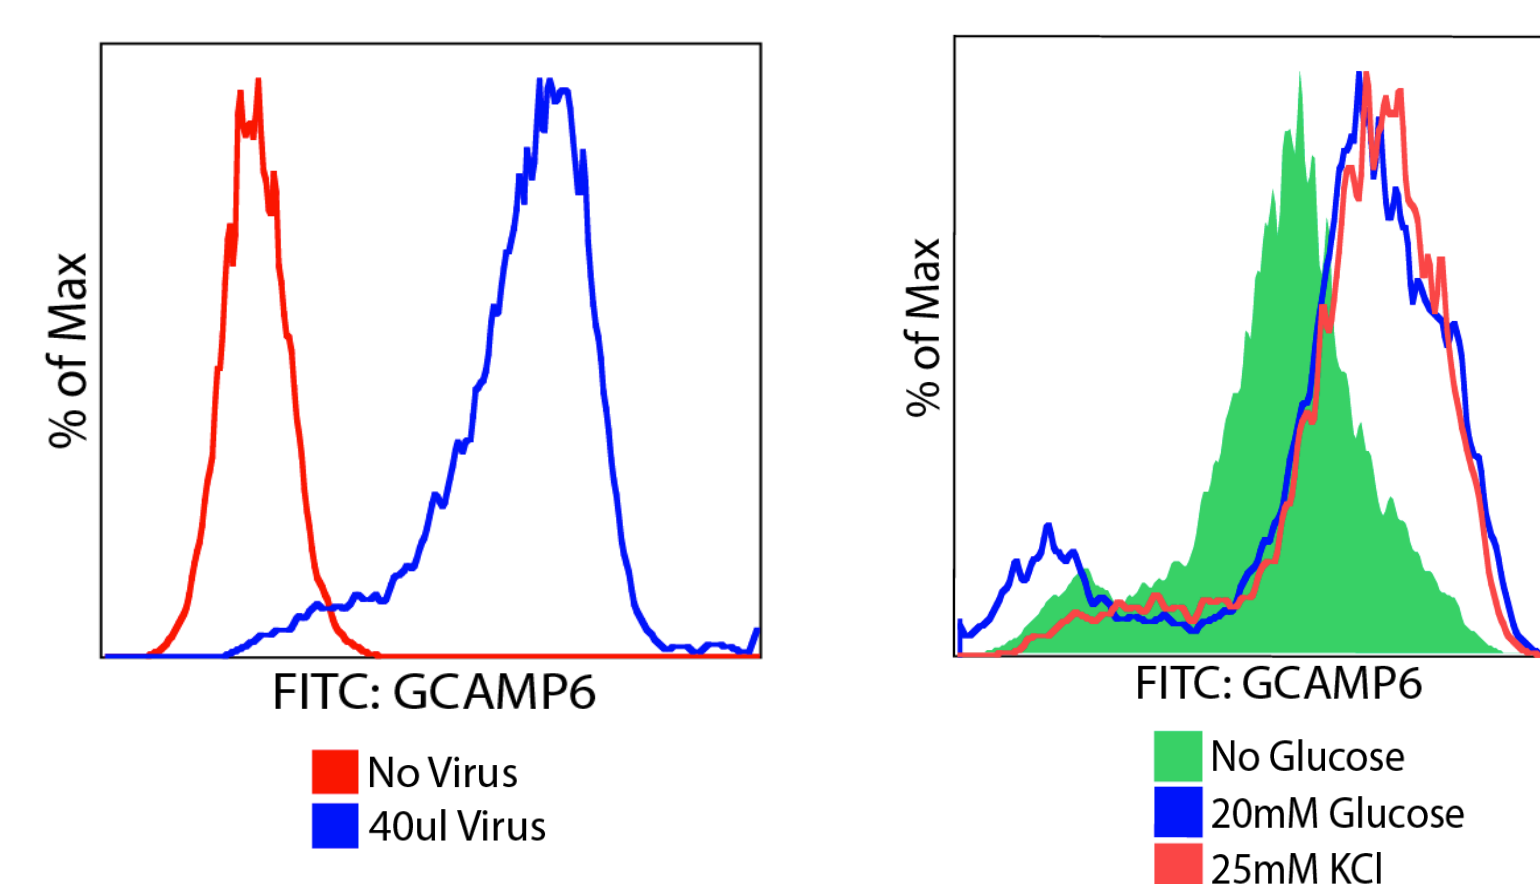 % of Max
FITC: GCAMP6
No Virus
40ul Virus
% of Max
FITC: GCAMP6
No Glucose
20mM Glucose
25mM KCl